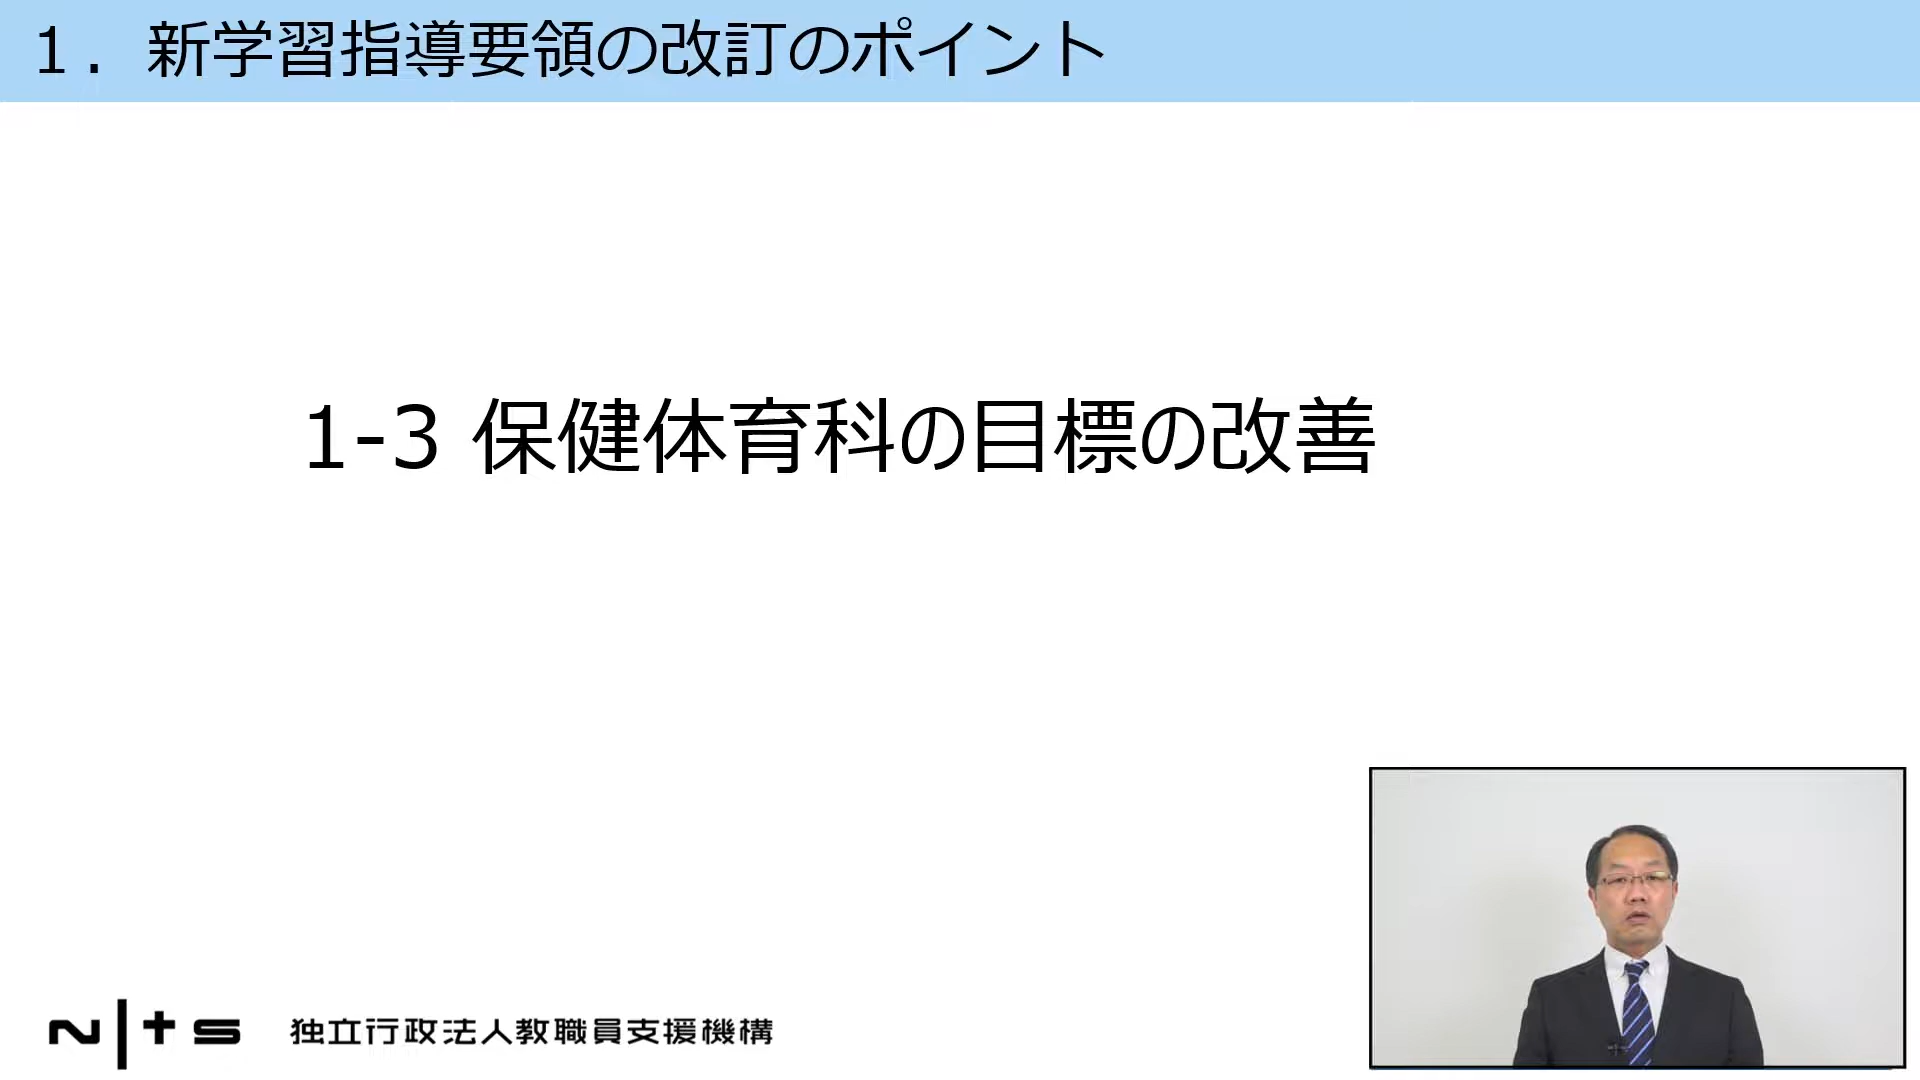 １．新学習指導要領の改訂のポイント
1-3 保健体育科の目標の改善
N|ts 独立行政法人教職員支援機構